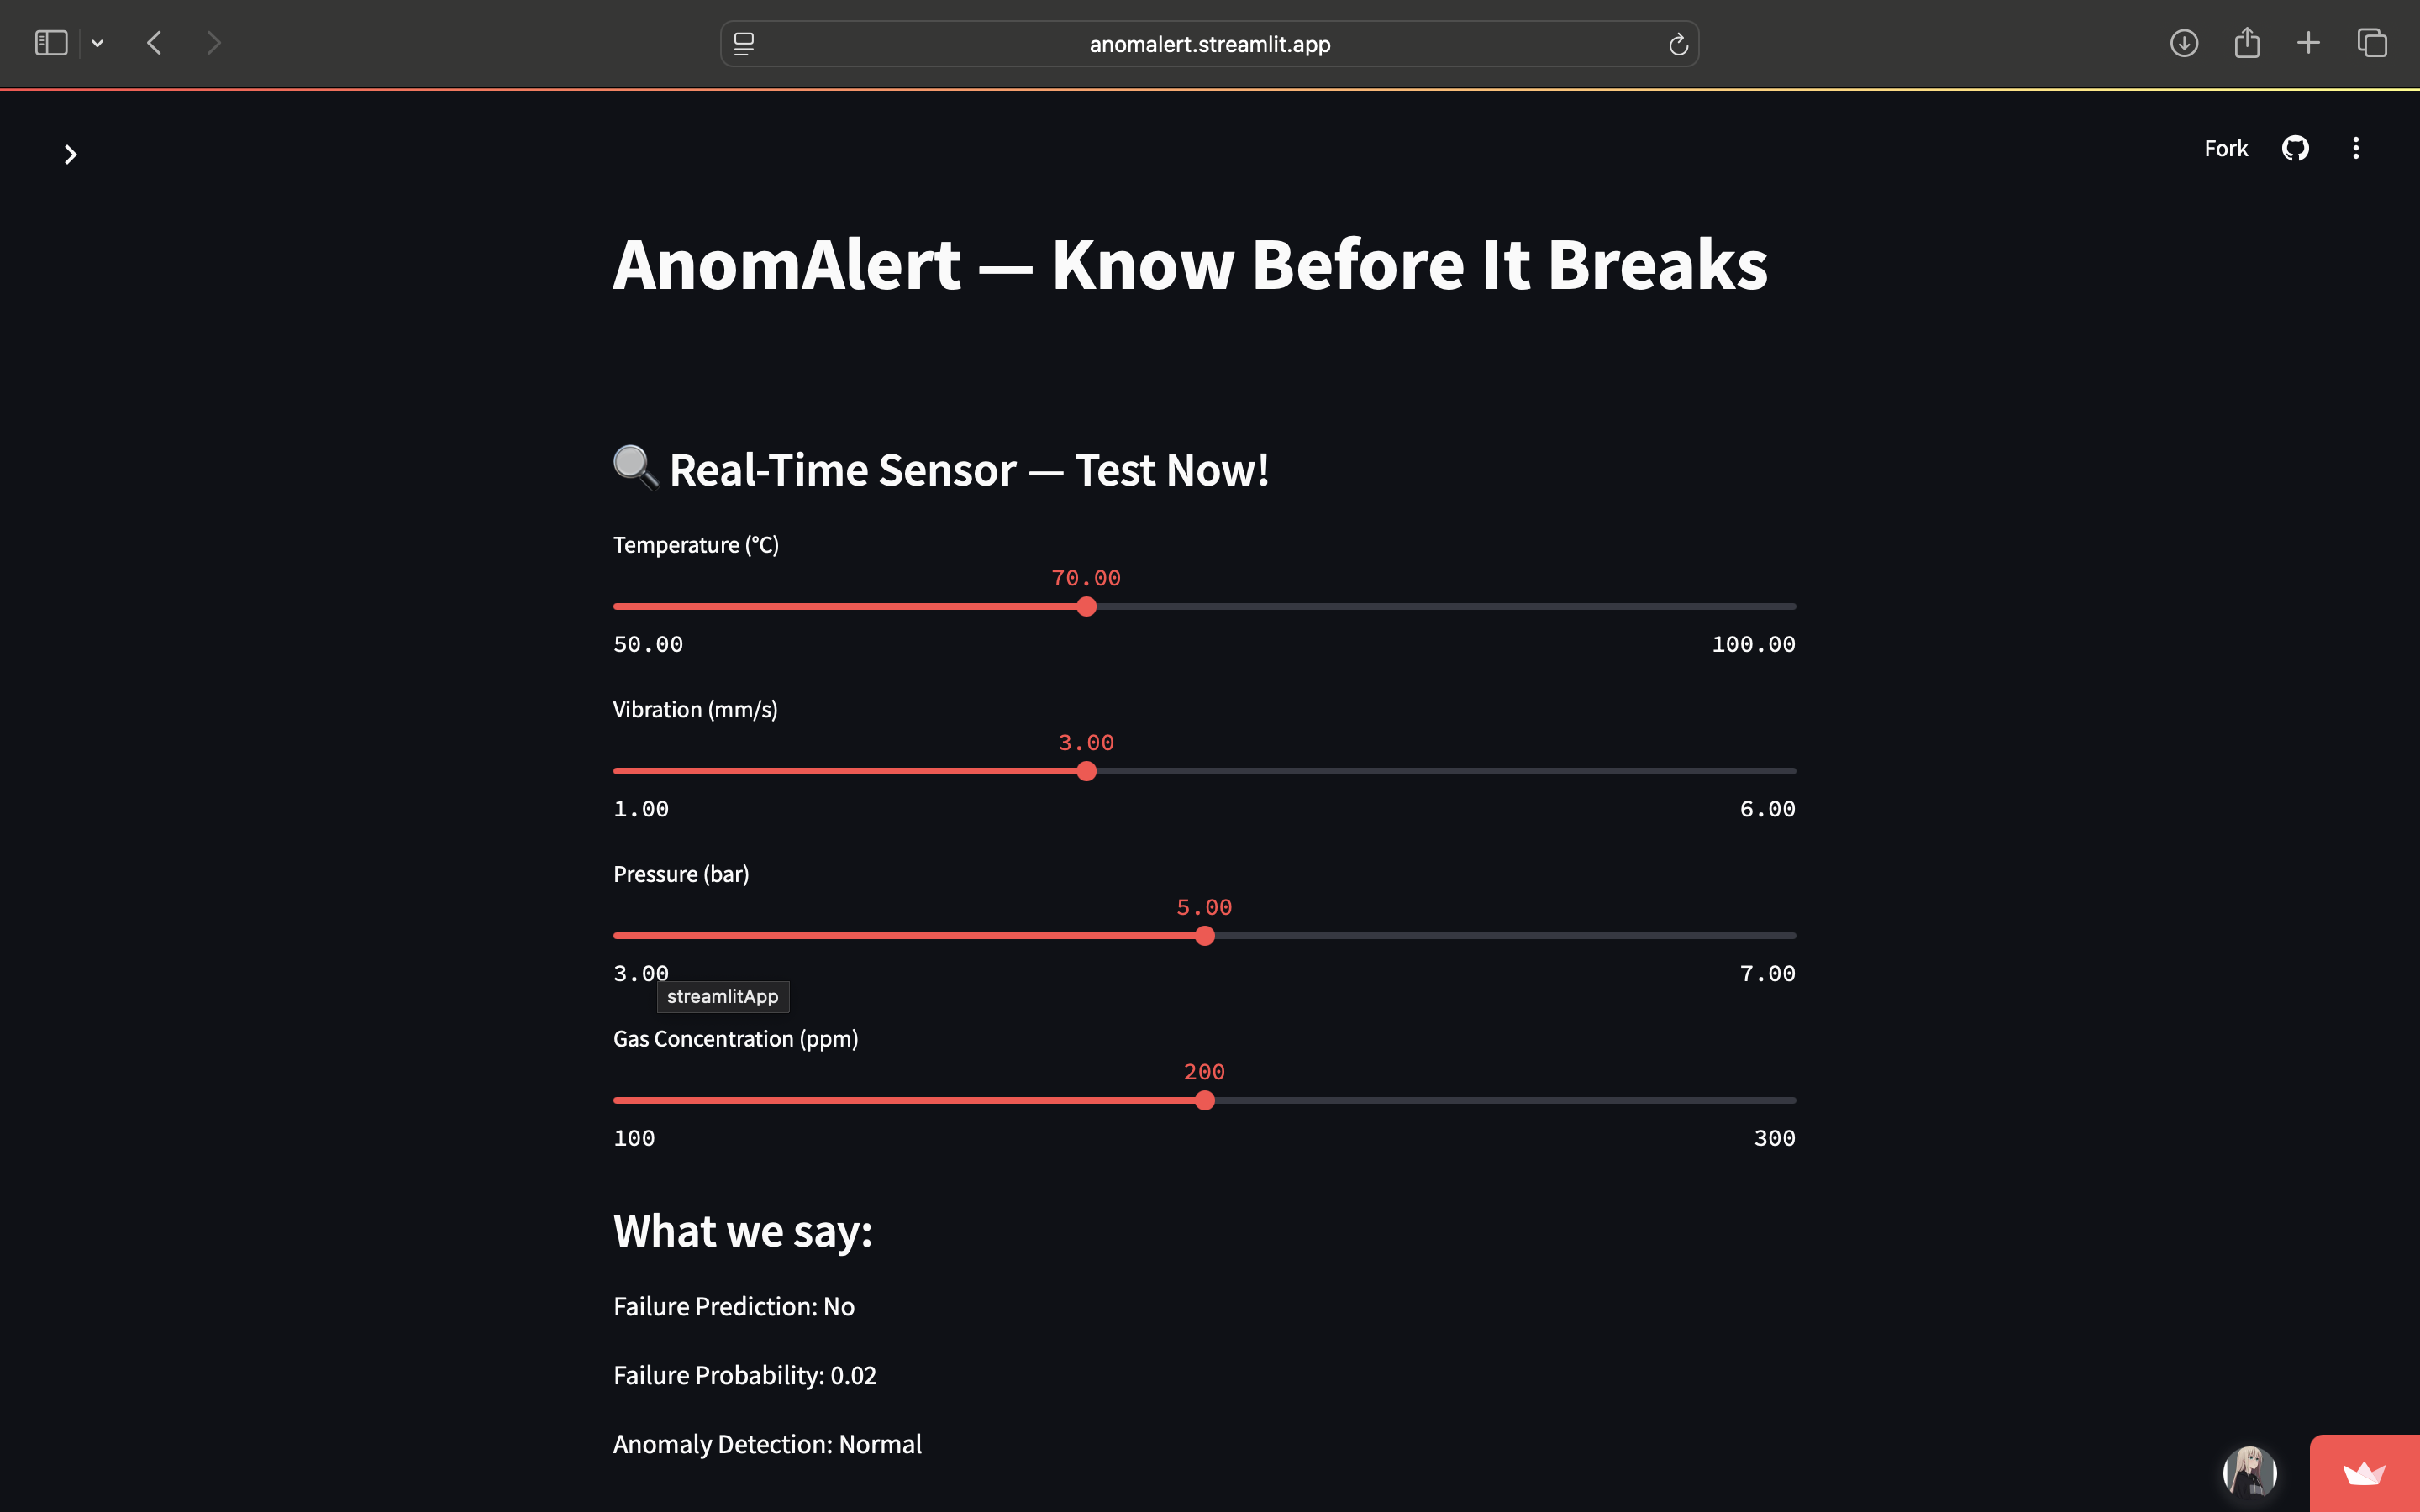 anomalert.streamlit.app
Fork
AnomAlert — Know Before It Breaks
Real-Time Sensor — Test Now!
Temperature (°C)
70.00
50.00 100.00
Vibration (mm/s)
3.00
1.00 6.00
Pressure (bar)
5.00
3.00 7.00
streamlitApp
Gas Concentration (ppm)
200
100 300
What we say:
Failure Prediction: No
Failure Probability: 0.02
Anomaly Detection: Normal